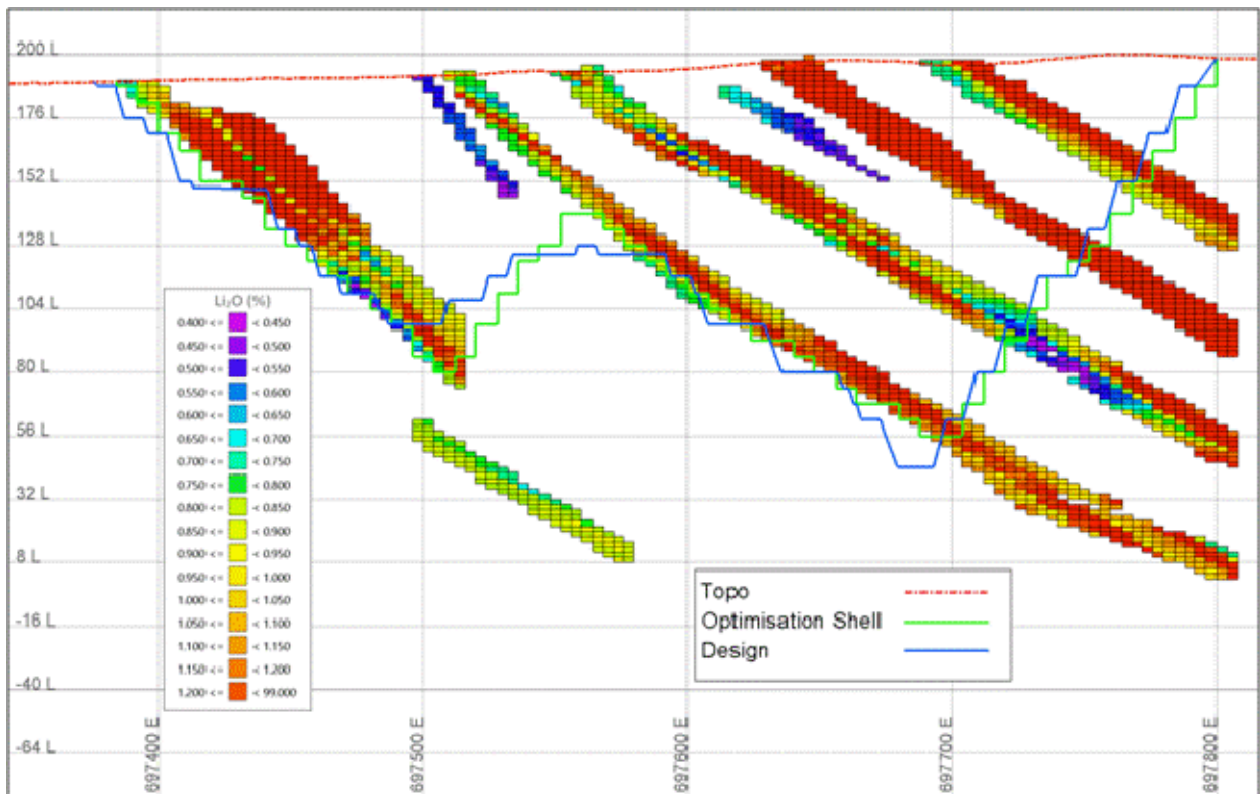 200 L
176 L
152 L
128 L
104 L
80 L
56 L
32 L
8 L
-16 L
-40 L
-64 L
Li₂O (%)
0.400 <= < 0.450
0.450 <= < 0.500
0.500 <= < 0.550
0.550 <= < 0.600
0.600 <= < 0.650
0.650 <= < 0.700
0.700 <= < 0.750
0.750 <= < 0.800
0.800 <= < 0.850
0.850 <= < 0.900
0.900 <= < 0.950
0.950 <= < 1.000
1.000 <= < 1.050
1.050 <= < 1.100
1.100 <= < 1.150
1.150 <= < 1.200
1.200 <= < 99.000
Topo
Optimisation Shell
Design
697400 E
697500 E
697600 E
697700 E
697800 E